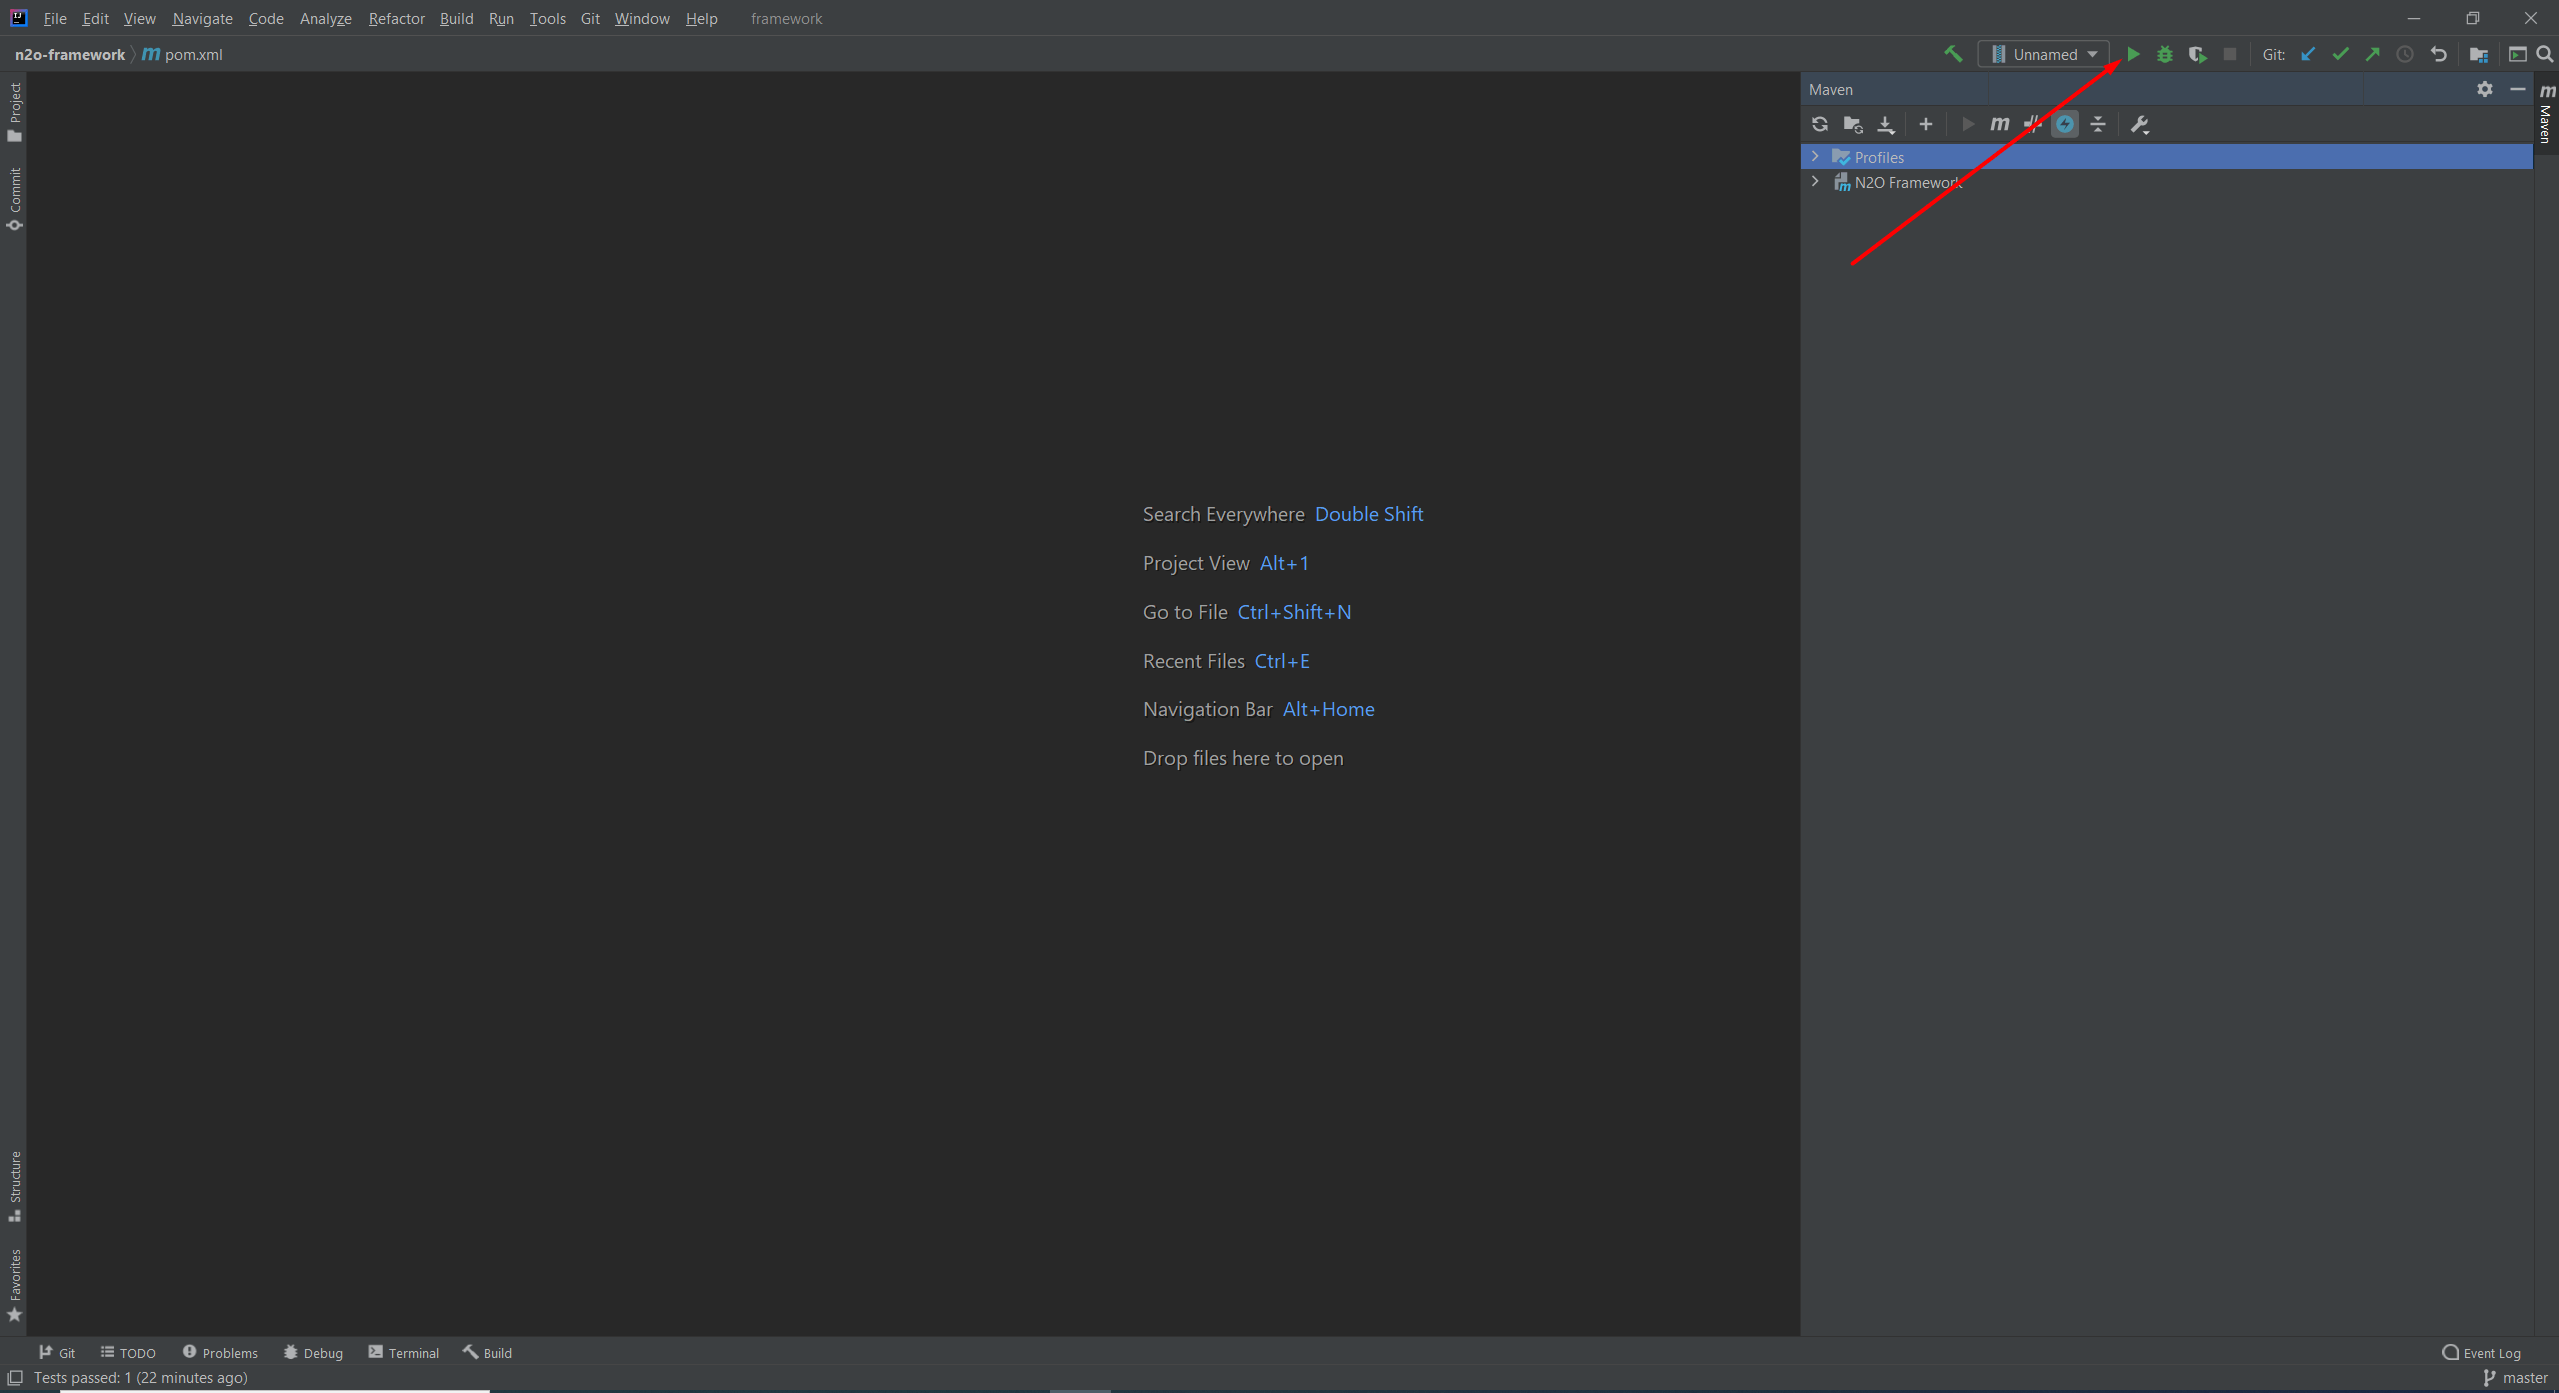 File Edit View Navigate Code Analyze Refactor Build Run Tools Git Window Help framework
n2o-framework pom.xml Unnamed Git:
Project
Commit
Structure
Favorites
Maven
Profiles
N2O Framework
Maven
Search Everywhere Double Shift
Project View Alt+1
Go to File Ctrl+Shift+N
Recent Files Ctrl+E
Navigation Bar Alt+Home
Drop files here to open
Git TODO Problems Debug Terminal Build Event Log
Tests passed: 1 (22 minutes ago) master